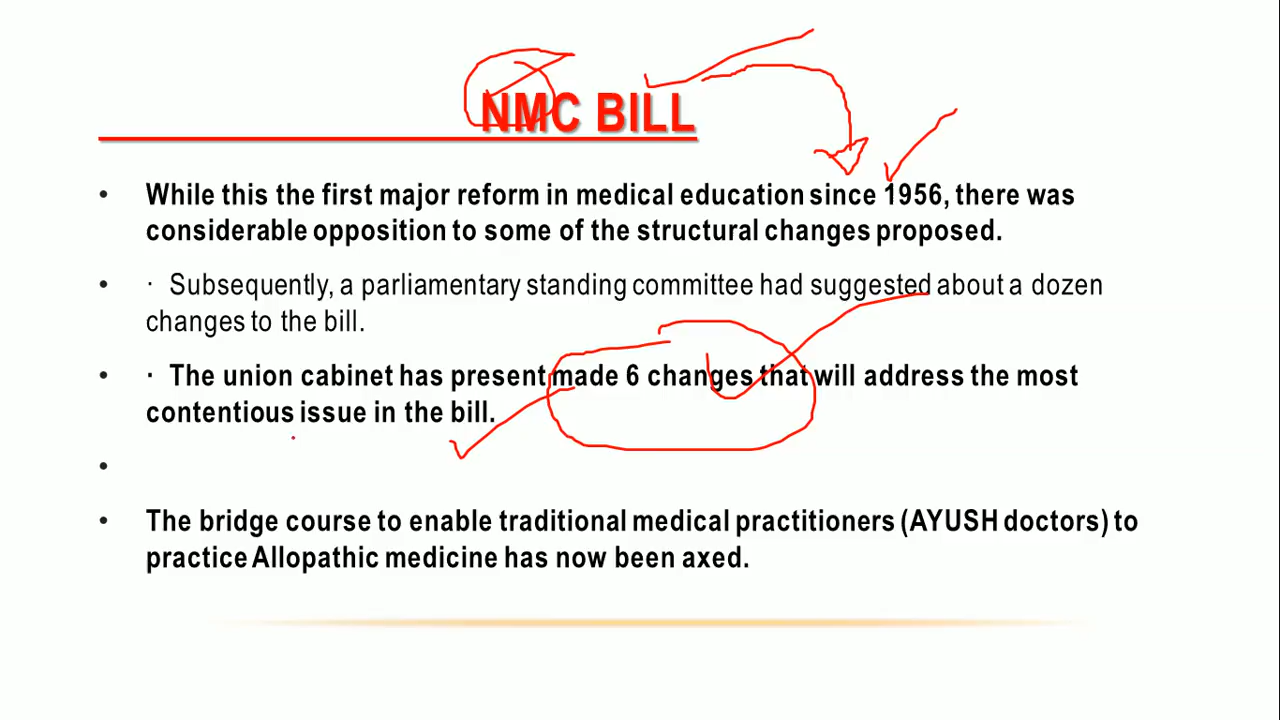 NMC BILL
• While this the first major reform in medical education since 1956, there was
considerable opposition to some of the structural changes proposed.
• · Subsequently, a parliamentary standing committee had suggested about a dozen
changes to the bill.
• · The union cabinet has present made 6 changes that will address the most
contentious issue in the bill.
•
• The bridge course to enable traditional medical practitioners (AYUSH doctors) to
practice Allopathic medicine has now been axed.